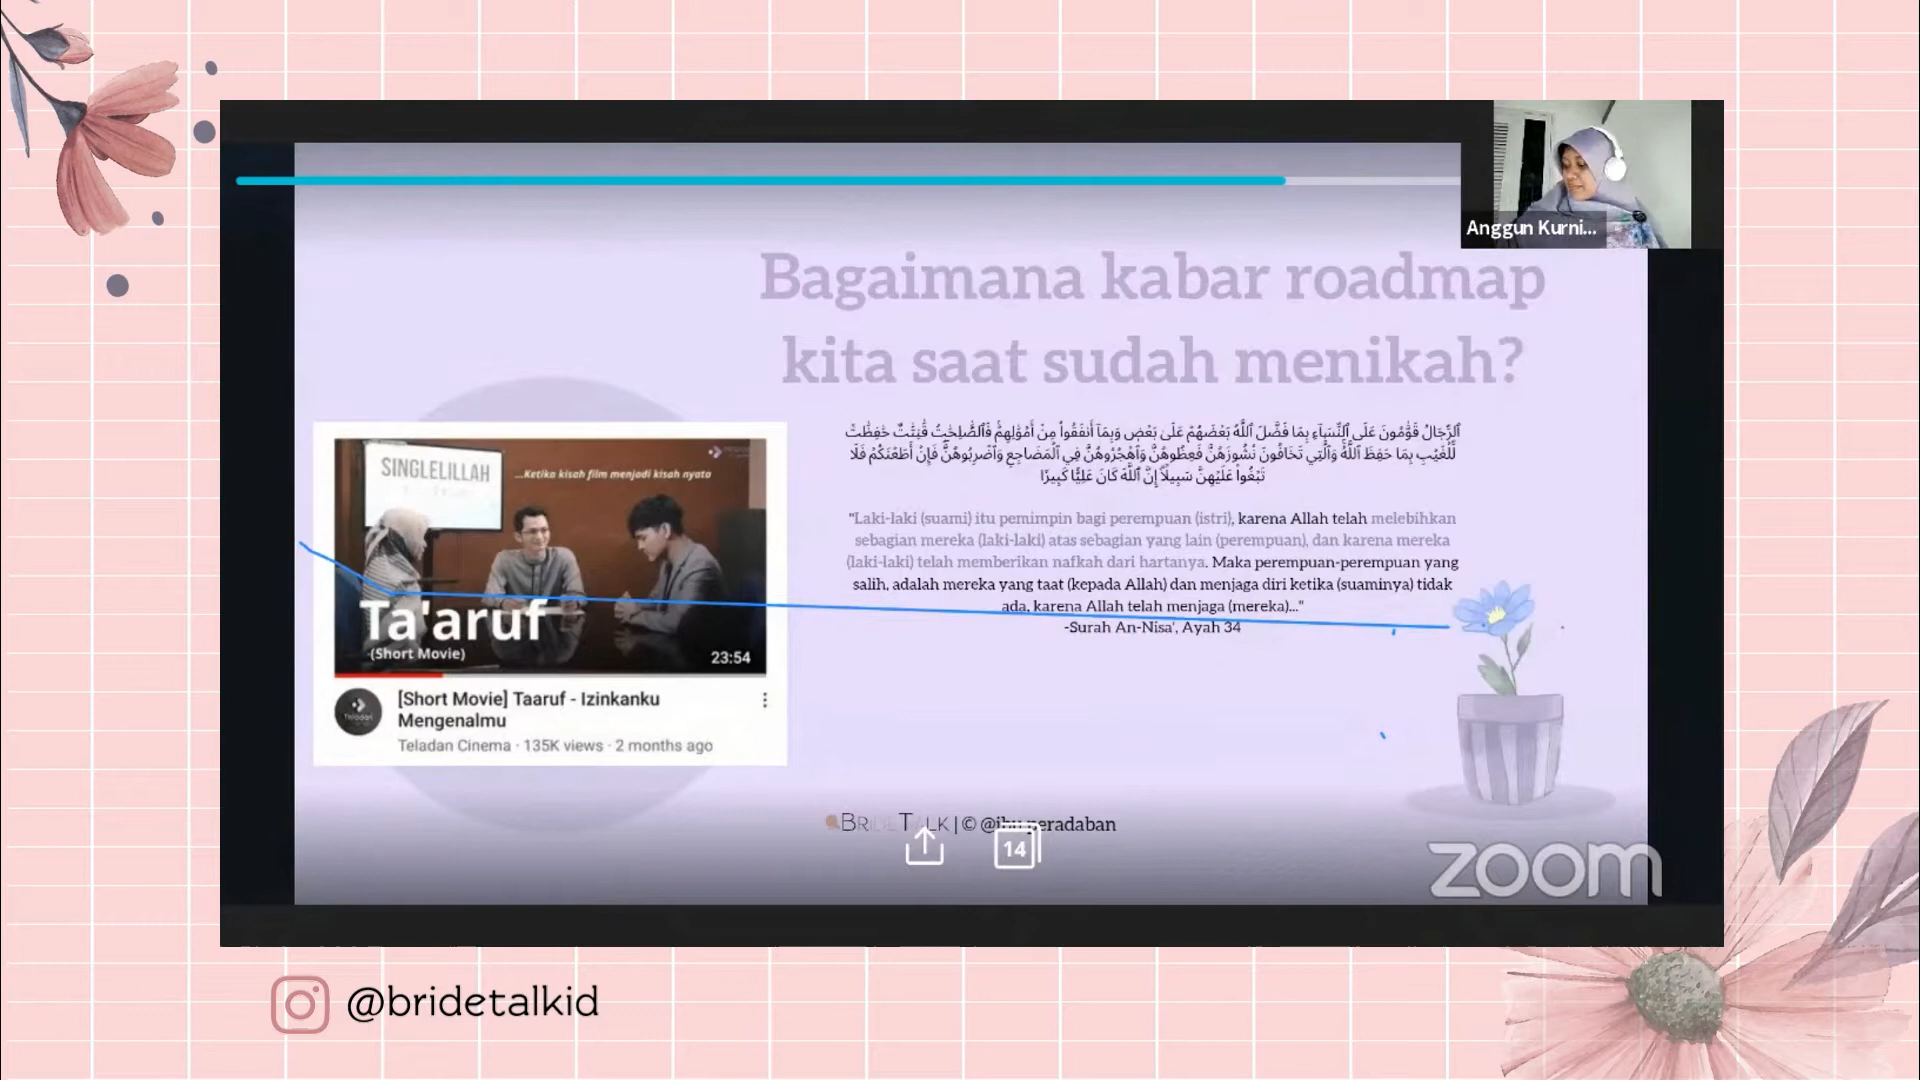 Anggun Kurni...
Bagaimana kabar roadmap
kita saat sudah menikah?
ٱلرِّجَالُ قَوَّٰمُونَ عَلَى ٱلنِّسَآءِ بِمَا فَضَّلَ ٱللَّهُ بَعْضَهُمْ عَلَىٰ بَعْضٍ وَبِمَآ أَنفَقُوا۟ مِنْ أَمْوَٰلِهِمْ ۚ فَٱلصَّٰلِحَٰتُ قَٰنِتَٰتٌ حَٰفِظَٰتٌ
لِّلْغَيْبِ بِمَا حَفِظَ ٱللَّهُ ۚ وَٱلَّٰتِى تَخَافُونَ نُشُوزَهُنَّ فَعِظُوهُنَّ وَٱهْجُرُوهُنَّ فِى ٱلْمَضَاجِعِ وَٱضْرِبُوهُنَّ ۖ فَإِنْ أَطَعْنَكُمْ فَلَا
تَبْغُوا۟ عَلَيْهِنَّ سَبِيلًا ۗ إِنَّ ٱللَّهَ كَانَ عَلِيًّا كَبِيرًا
"Laki-laki (suami) itu pemimpin bagi perempuan (istri), karena Allah telah melebihkan
sebagian mereka (laki-laki) atas sebagian yang lain (perempuan), dan karena mereka
(laki-laki) telah memberikan nafkah dari hartanya. Maka perempuan-perempuan yang
salih, adalah mereka yang taat (kepada Allah) dan menjaga diri ketika (suaminya) tidak
ada, karena Allah telah menjaga (mereka)..."
-Surah An-Nisa', Ayah 34
SINGLELILLAH
...Ketika kisah film menjadi kisah nyata
Ta'aruf
-(Short Movie)
23:54
[Short Movie] Taaruf - Izinkanku
Mengenalmu
Teladan Cinema · 135K views · 2 months ago
BRIDETALK | © @ibu peradaban
14
zoom
@bridetalkid